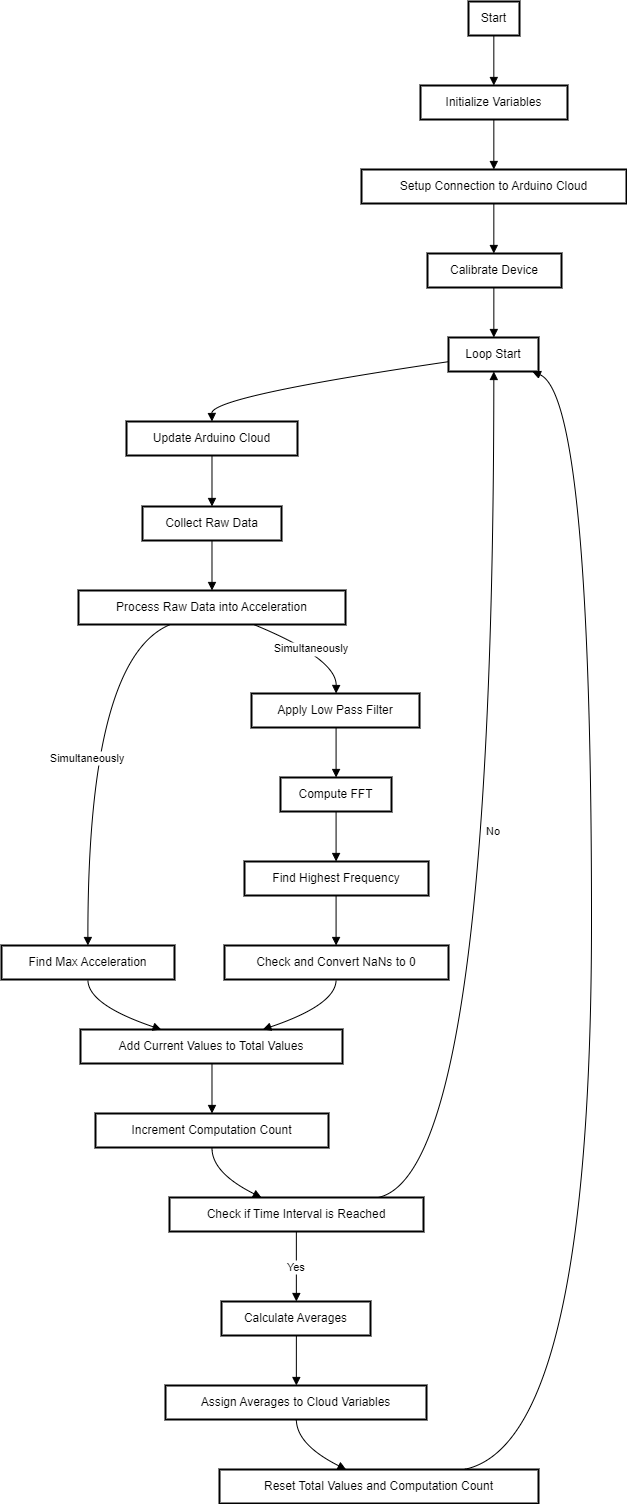 Start
Initialize Variables
Setup Connection to Arduino Cloud
Calibrate Device
Loop Start
Update Arduino Cloud
Collect Raw Data
Process Raw Data into Acceleration
Simultaneously
Apply Low Pass Filter
Simultaneously
Compute FFT
No
Find Highest Frequency
Find Max Acceleration
Check and Convert NaNs to 0
Add Current Values to Total Values
Increment Computation Count
Check if Time Interval is Reached
Yes
Calculate Averages
Assign Averages to Cloud Variables
Reset Total Values and Computation Count